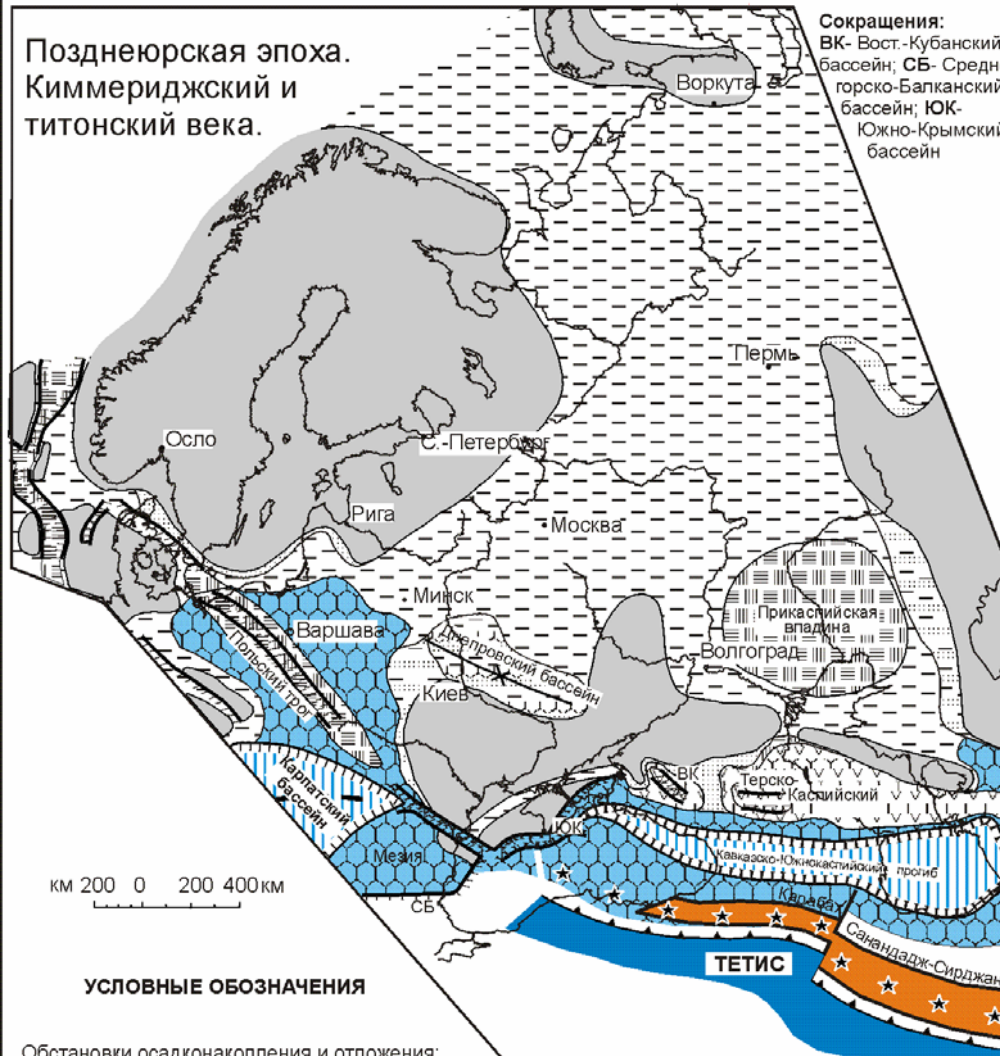 Позднеюрская эпоха.
Киммериджский и
титонский века.
Сокращения:
ВК- Вост.-Кубанский
бассейн; СБ- Средн
горско-Балканский
бассейн; ЮК-
Южно-Крымский
бассейн
Воркута
Пермь
Осло
С.-Петербург
Рига
Москва
Минск
Прикаспийская
впадина
Варшава
Днепровский бассейн
Волгоград
Польский трог
Киев
Карпатский
бассейн
ВК
Терско-
Каспийский
ЮК
Мезия
Кавказско-Южнокаспийский прогиб
км 200 0 200 400 км
СБ
Карабах
Санандадж-Сирджан
ТЕТИС
УСЛОВНЫЕ ОБОЗНАЧЕНИЯ
Обстановки осадконакопления и отложения: